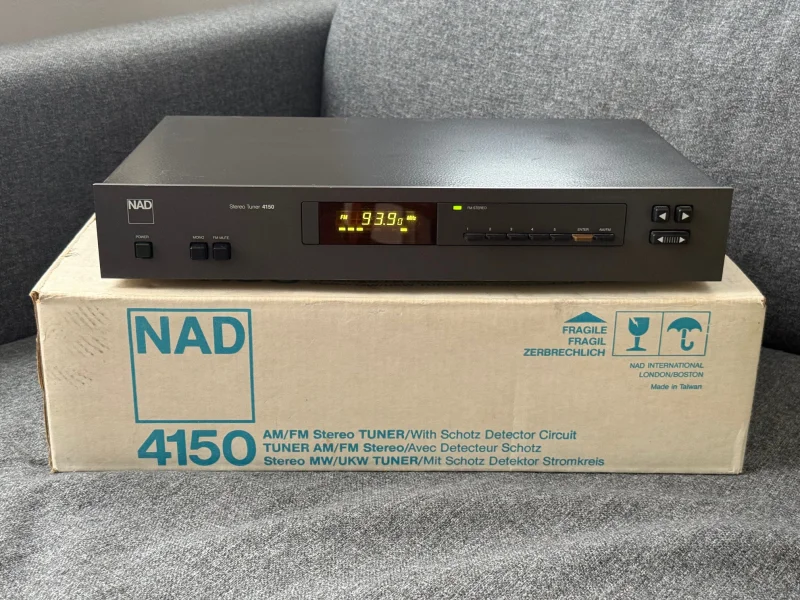 NAD
Stereo Tuner 4150
FM 93.90 MHz
FM STEREO
POWER
MONO FM MUTE
1 2 3 4 5 ENTER AM/FM
NAD
4150
AM/FM Stereo TUNER/With Schotz Detector Circuit
TUNER AM/FM Stereo/Avec Detecteur Schotz
Stereo MW/UKW TUNER/Mit Schotz Defektor Stromkreis
FRAGILE
FRAGIL
ZERBRECHLICH
NAD INTERNATIONAL
LONDON/BOSTON
Made in Taiwan